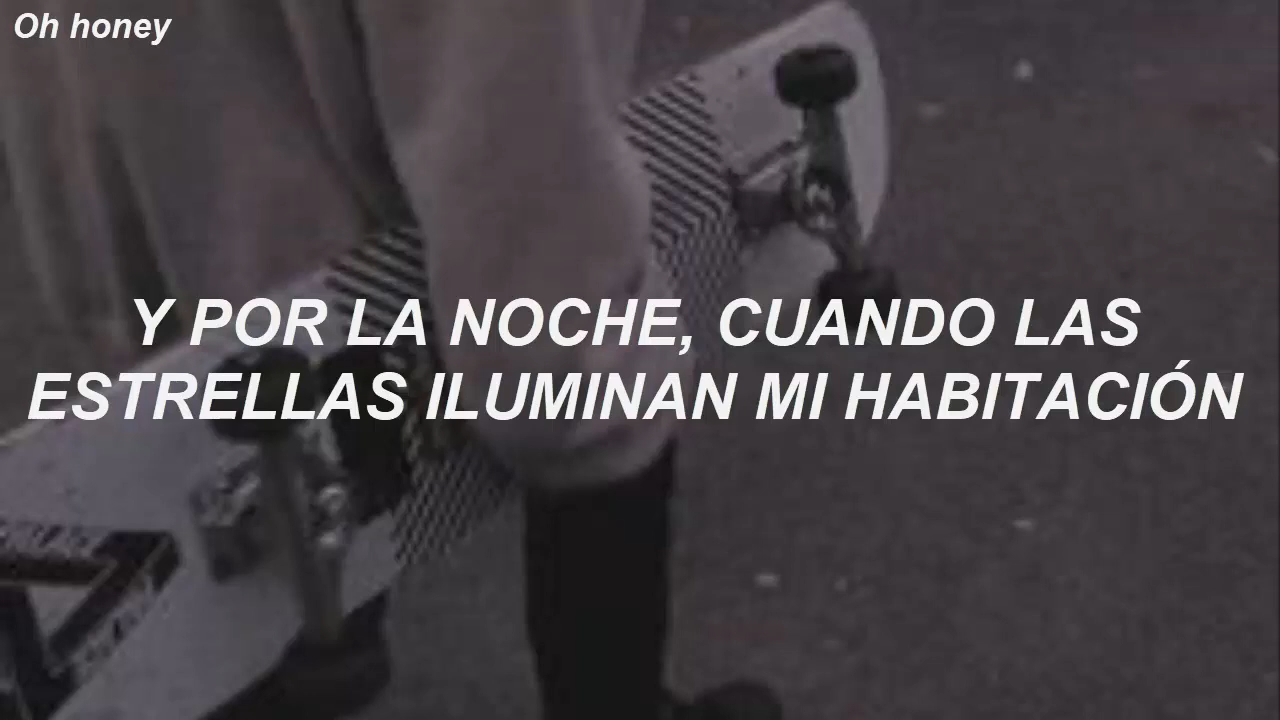 Oh honey
Y POR LA NOCHE, CUANDO LAS
ESTRELLAS ILUMINAN MI HABITACIÓN